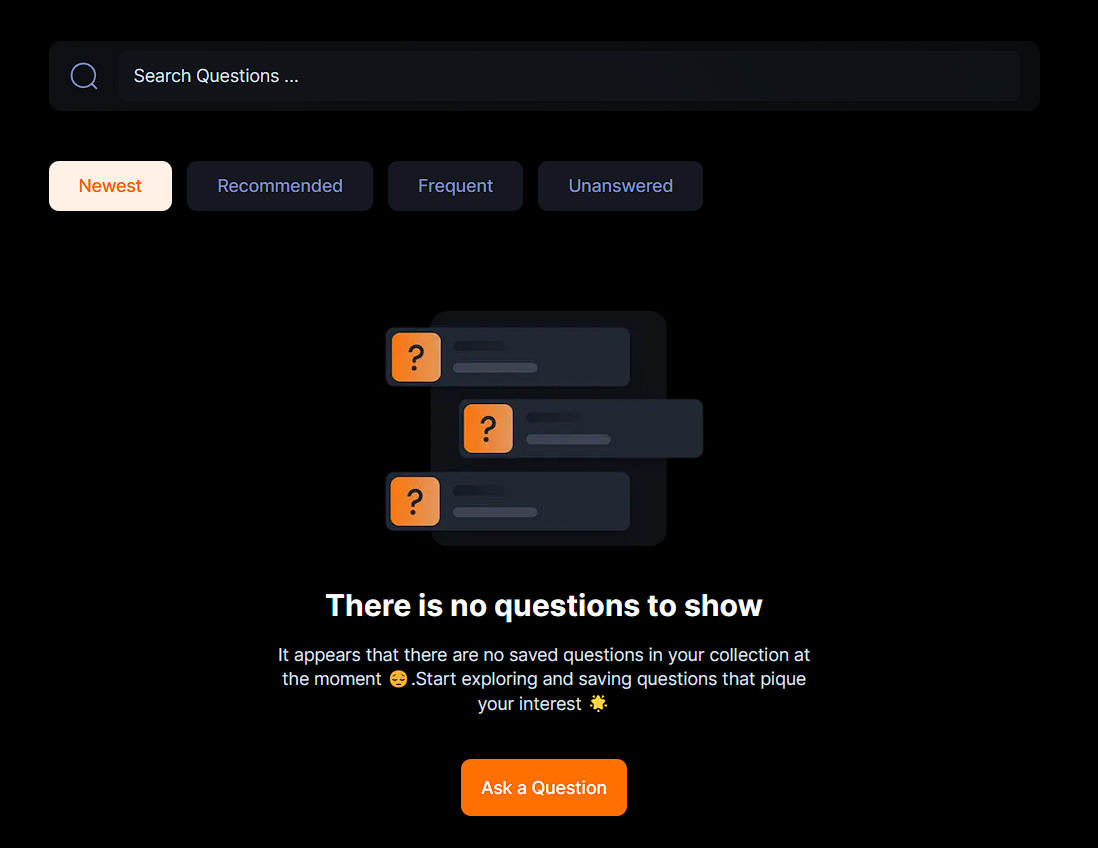 Search Questions ...
Newest Recommended Frequent Unanswered
?
?
?
There is no questions to show
It appears that there are no saved questions in your collection at
the moment 😔.Start exploring and saving questions that pique
your interest 🌟
Ask a Question